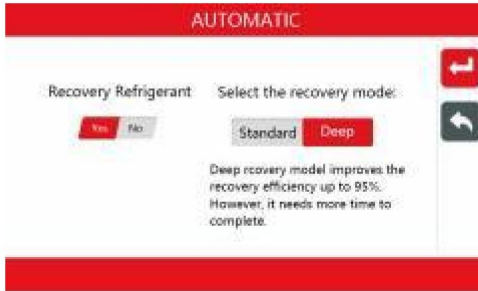 AUTOMATIC
Recovery Refrigerant
Yes No
Select the recovery mode:
Standard Deep
Deep rcovery model improves the
recovery efficiency up to 95%.
However, it needs more time to
complete.